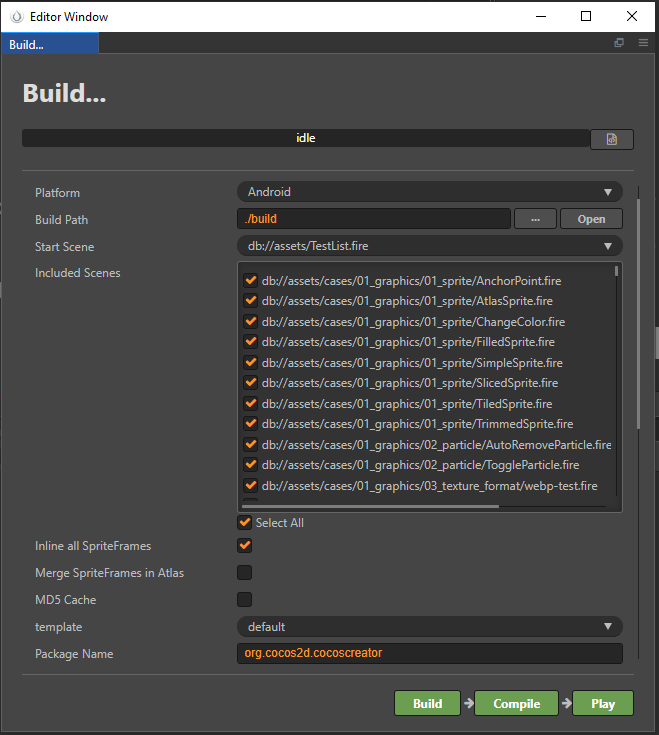 Editor Window
Build...
Build...
idle
Platform Android
Build Path ./build ... Open
Start Scene db://assets/TestList.fire
Included Scenes
db://assets/cases/01_graphics/01_sprite/AnchorPoint.fire
db://assets/cases/01_graphics/01_sprite/AtlasSprite.fire
db://assets/cases/01_graphics/01_sprite/ChangeColor.fire
db://assets/cases/01_graphics/01_sprite/FilledSprite.fire
db://assets/cases/01_graphics/01_sprite/SimpleSprite.fire
db://assets/cases/01_graphics/01_sprite/SlicedSprite.fire
db://assets/cases/01_graphics/01_sprite/TiledSprite.fire
db://assets/cases/01_graphics/01_sprite/TrimmedSprite.fire
db://assets/cases/01_graphics/02_particle/AutoRemoveParticle.fire
db://assets/cases/01_graphics/02_particle/ToggleParticle.fire
db://assets/cases/01_graphics/03_texture_format/webp-test.fire
Select All
Inline all SpriteFrames
Merge SpriteFrames in Atlas
MD5 Cache
template default
Package Name org.cocos2d.cocoscreator
Build Compile Play